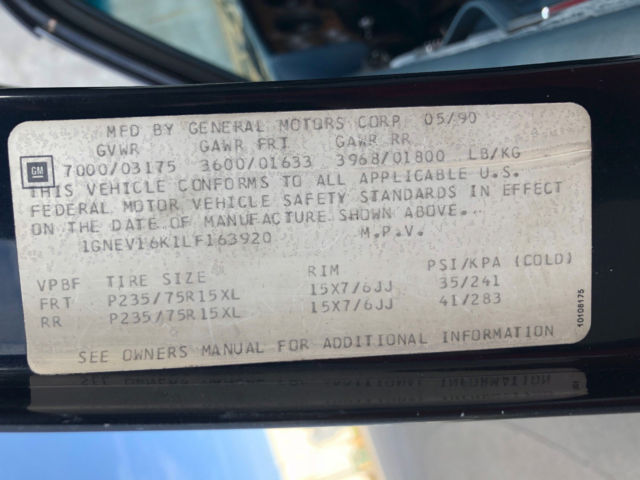 MFD BY GENERAL MOTORS CORP 05/90
GVWR GAWR FRT GAWR RR
GM 7000/03175 3600/01633 3968/01800 LB/KG
THIS VEHICLE CONFORMS TO ALL APPLICABLE U.S.
FEDERAL MOTOR VEHICLE SAFETY STANDARDS IN EFFECT
ON THE DATE OF MANUFACTURE SHOWN ABOVE.
1GNEV16K1LF163920 M.P.V.
VPBF TIRE SIZE RIM PSI/KPA (COLD)
FRT P235/75R15XL 15X7/6JJ 35/241
RR P235/75R15XL 15X7/6JJ 41/283
SEE OWNERS MANUAL FOR ADDITIONAL INFORMATION
10108175